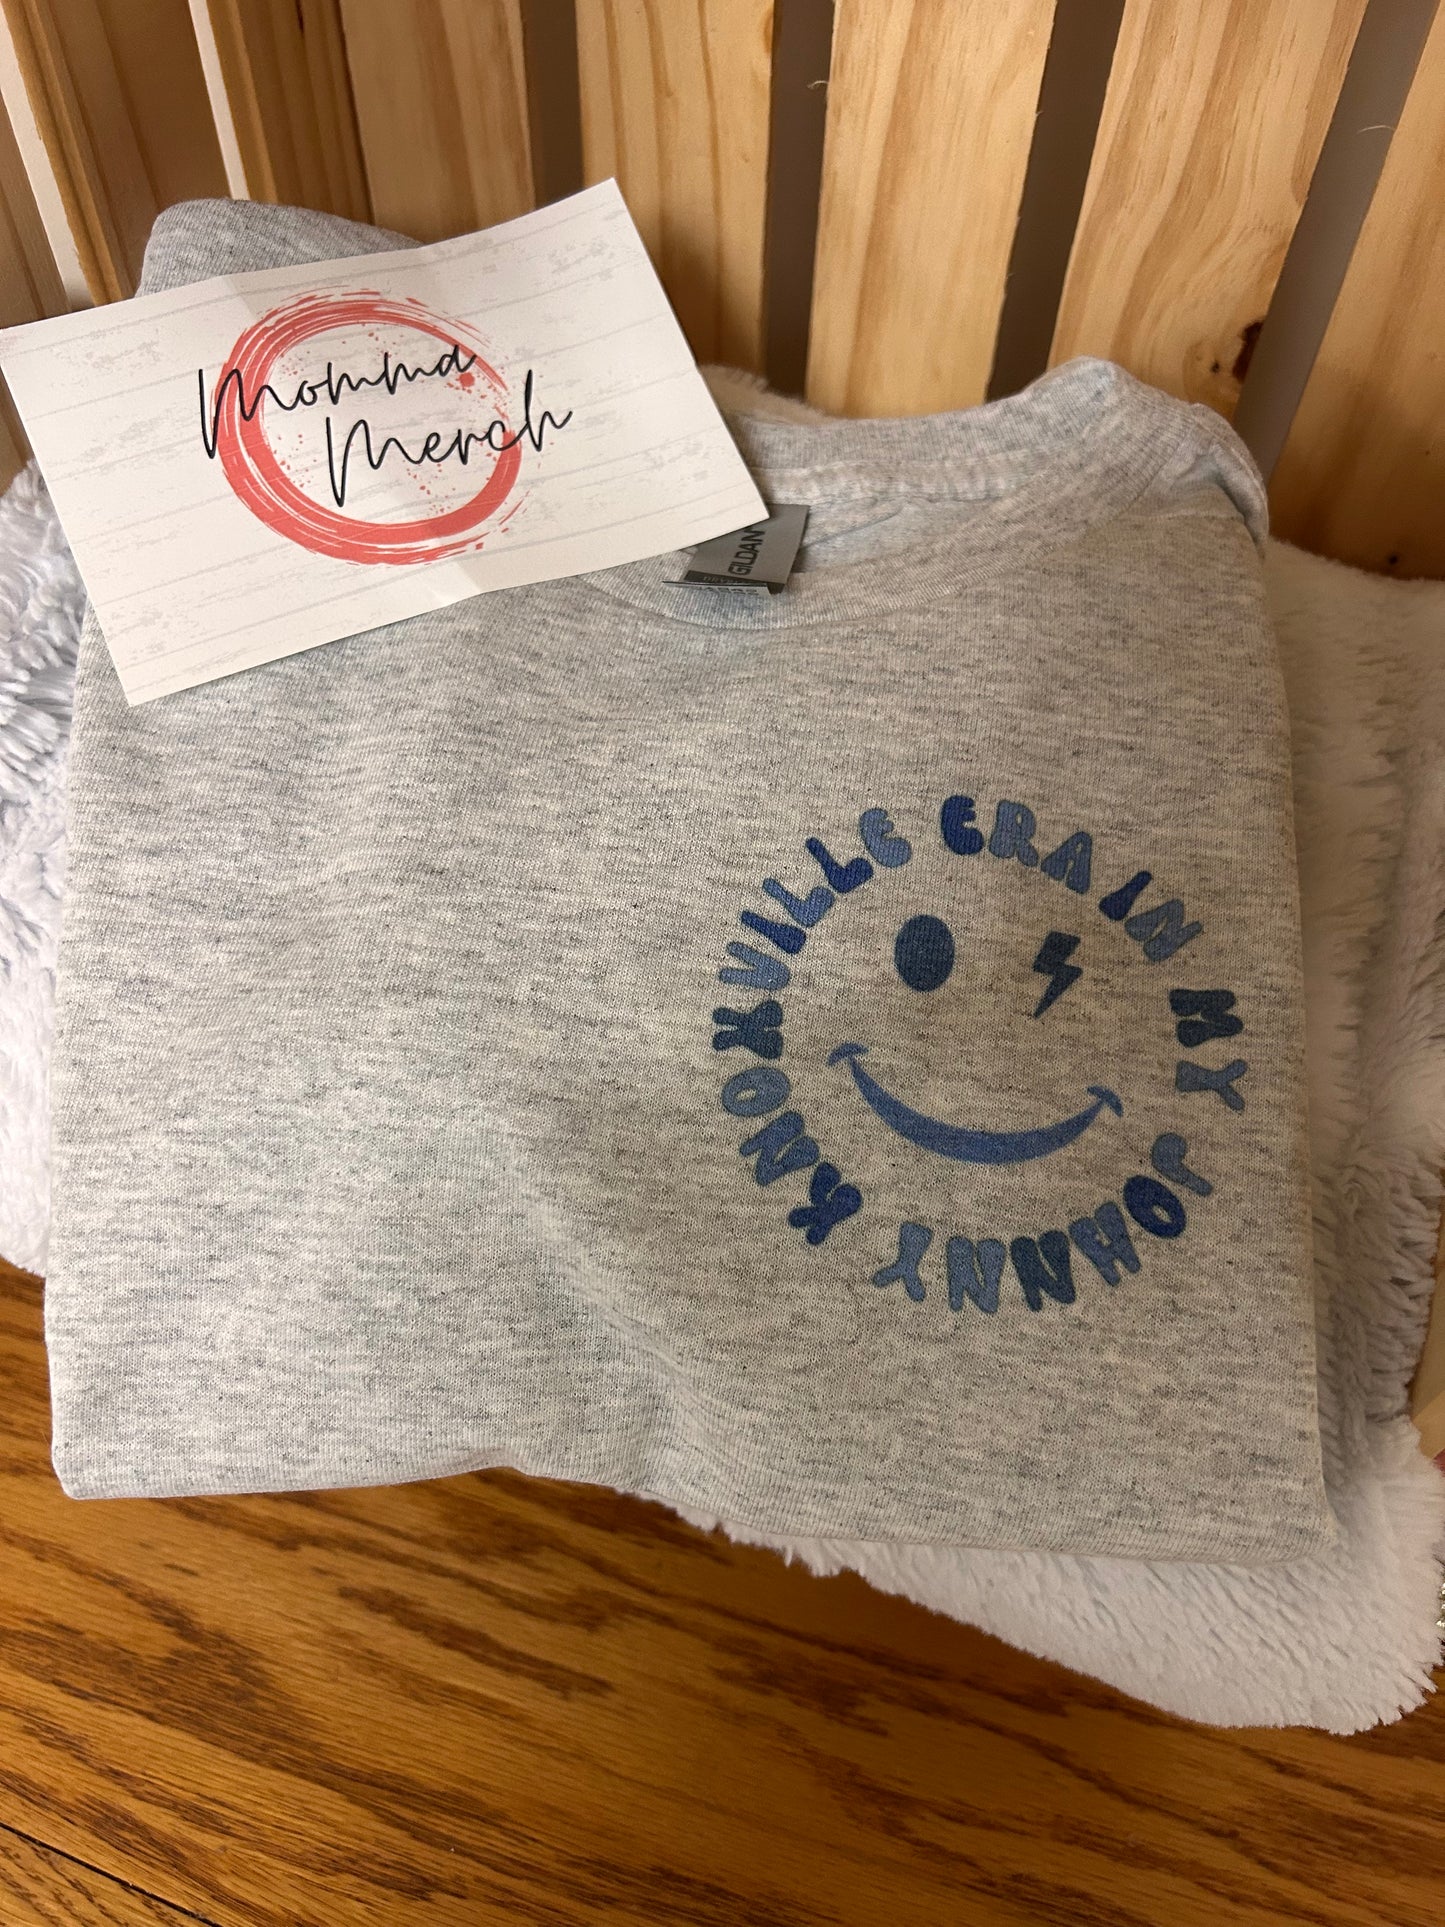 Momma
Merch
GILDAN
IN MY JOHNNY KNOXVILLE ERA